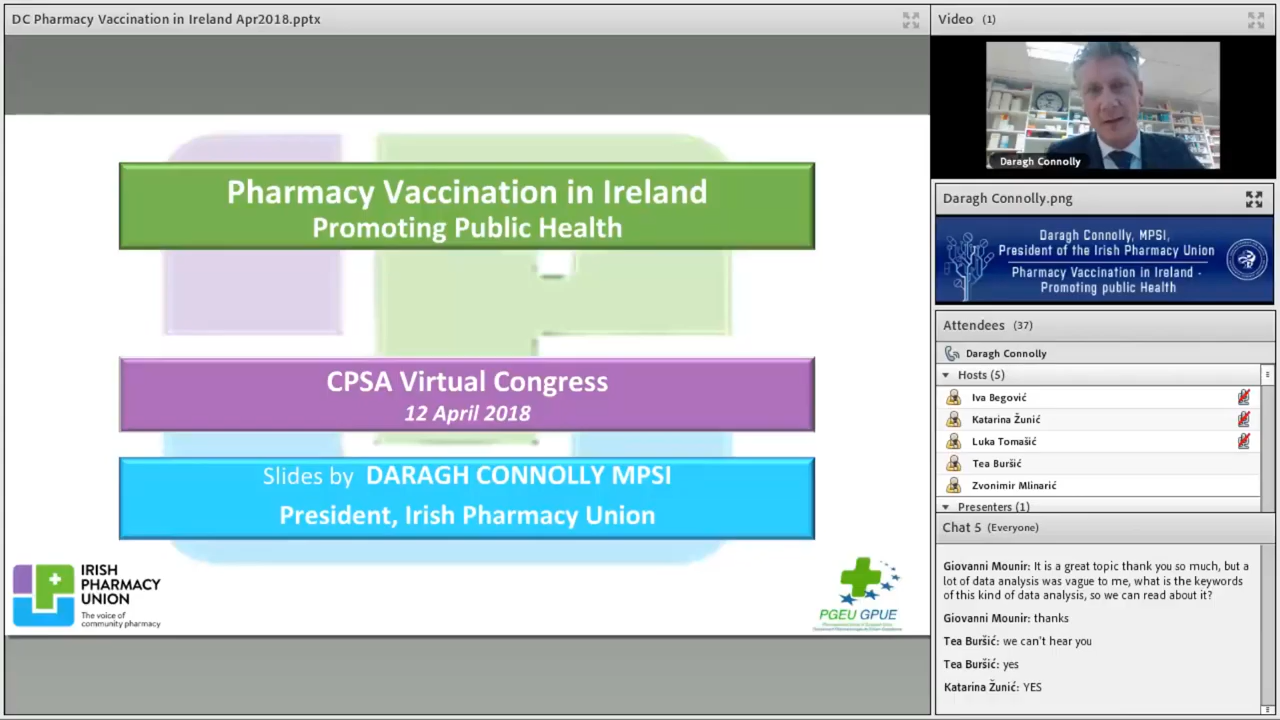 DC Pharmacy Vaccination in Ireland Apr2018.pptx
Pharmacy Vaccination in Ireland
Promoting Public Health
CPSA Virtual Congress
12 April 2018
Slides by DARAGH CONNOLLY MPSI
President, Irish Pharmacy Union
IRISH
PHARMACY
UNION
The voice of
community pharmacy
PGEU GPUE
Video (1)
Daragh Connolly
Daragh Connolly.png
Daragh Connolly, MPSI,
President of the Irish Pharmacy Union
Pharmacy Vaccination in Ireland -
Promoting public Health
Attendees (37)
Daragh Connolly
Hosts (5)
Iva Begović
Katarina Žunić
Luka Tomašić
Tea Buršić
Zvonimir Mlinarić
Presenters (1)
Chat 5 (Everyone)
Giovanni Mounir: It is a great topic thank you so much, but a
lot of data analysis was vague to me, what is the keywords
of this kind of data analysis, so we can read about it?
Giovanni Mounir: thanks
Tea Buršić: we can't hear you
Tea Buršić: yes
Katarina Žunić: YES